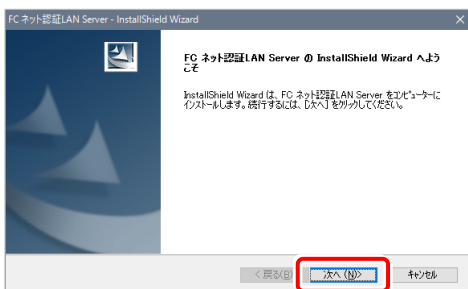 FC ネット認証LAN Server - InstallShield Wizard
FC ネット認証LAN Server の InstallShield Wizard へよう
こそ
InstallShield Wizard は、FC ネット認証LAN Server をコンピューターに
インストールします。続行するには、[次へ] をクリックしてください。
< 戻る(B)
次へ (N)>
キャンセル